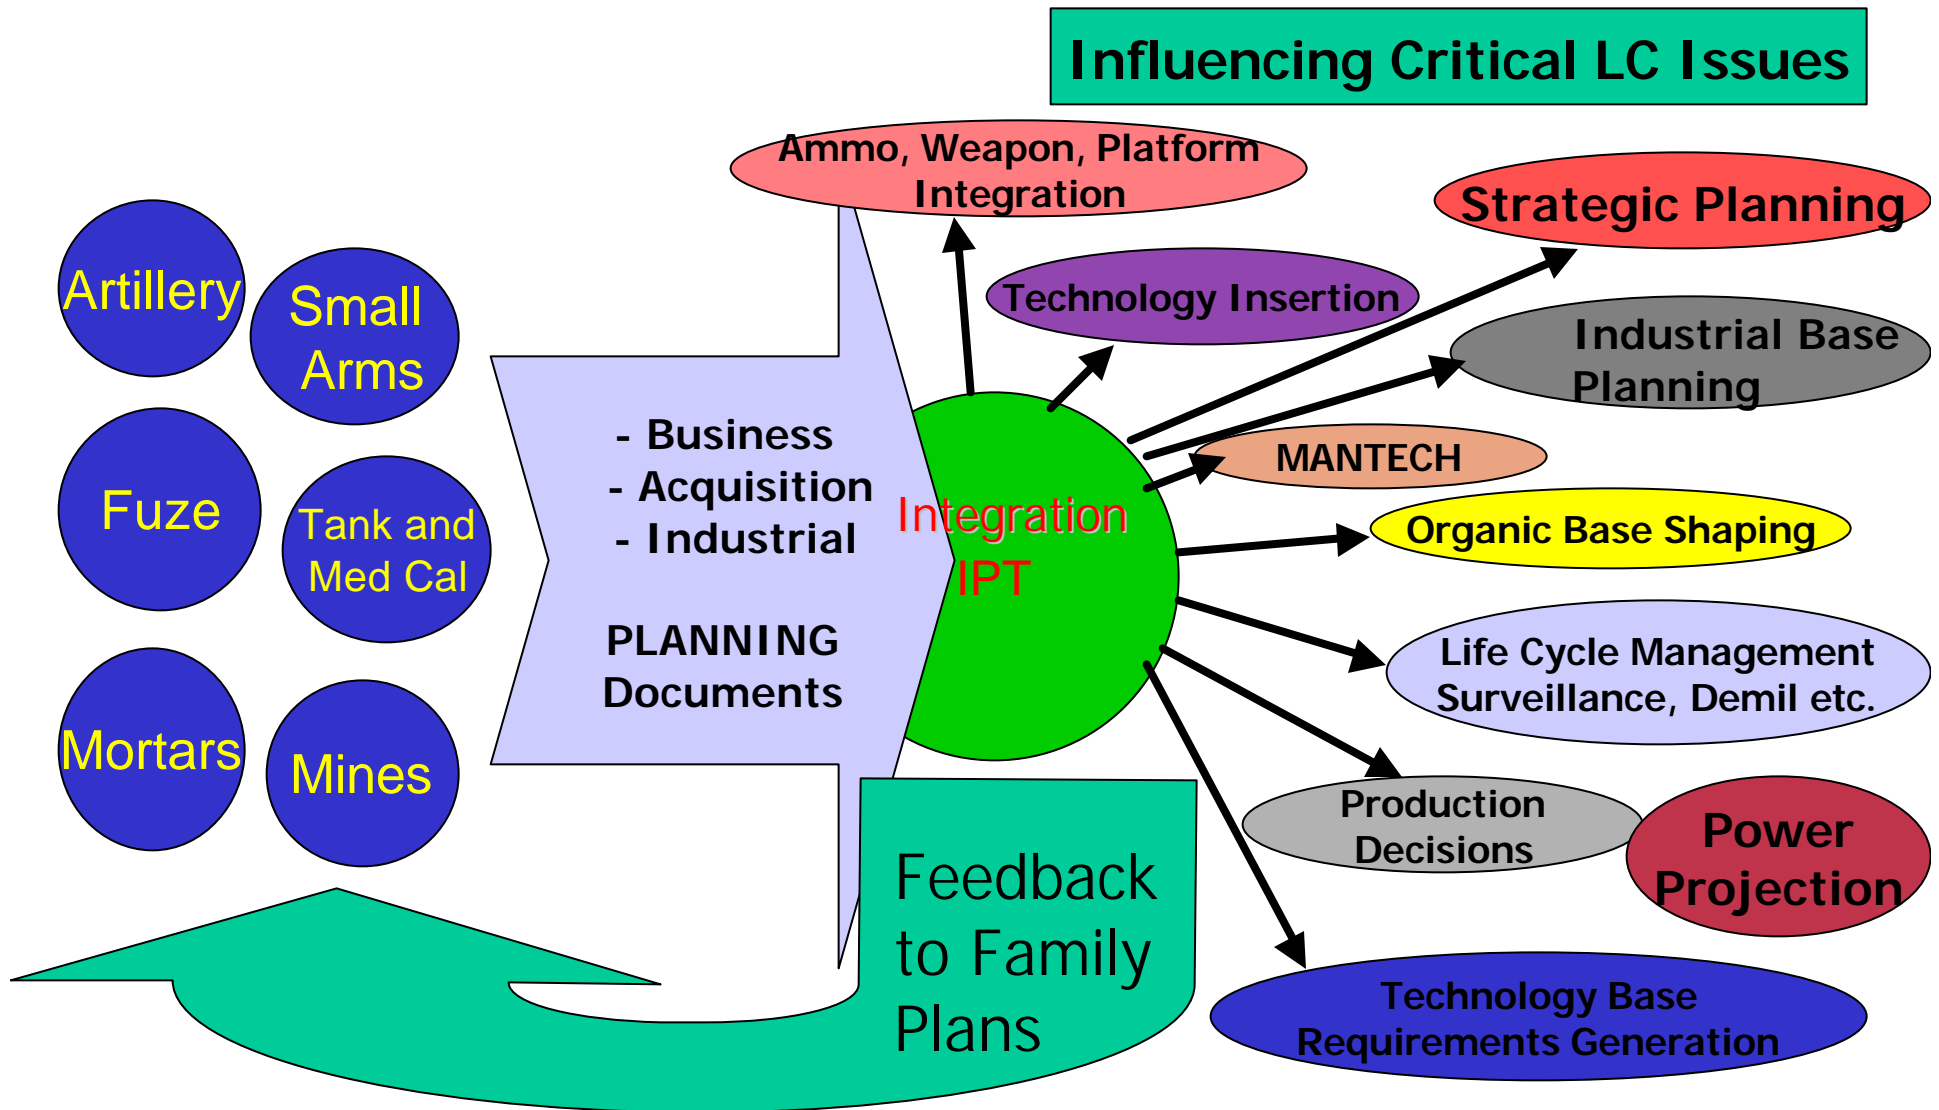 Influencing Critical LC Issues
Ammo, Weapon, Platform
Integration
Strategic Planning
Technology Insertion
Industrial Base
Planning
MANTECH
Organic Base Shaping
Life Cycle Management
Surveillance, Demil etc.
Production
Decisions
Power
Projection
Technology Base
Requirements Generation
Artillery
Small
Arms
Fuze
Tank and
Med Cal
Mortars
Mines
- Business
- Acquisition
- Industrial
PLANNING
Documents
Integration
IPT
Feedback
to Family
Plans